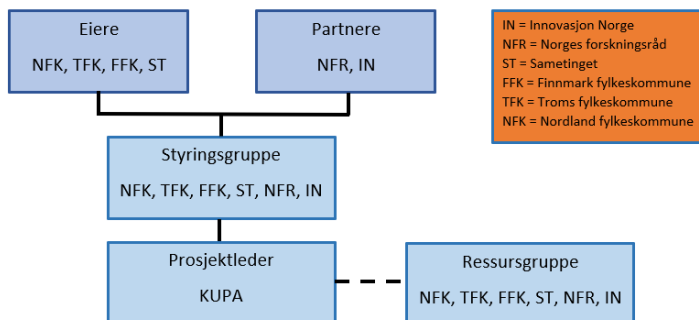 Eiere
NFK, TFK, FFK, ST
Partnere
NFR, IN
IN = Innovasjon Norge
NFR = Norges forskningsråd
ST = Sametinget
FFK = Finnmark fylkeskommune
TFK = Troms fylkeskommune
NFK = Nordland fylkeskommune
Styringsgruppe
NFK, TFK, FFK, ST, NFR, IN
Prosjektleder
KUPA
Ressursgruppe
NFK, TFK, FFK, ST, NFR, IN